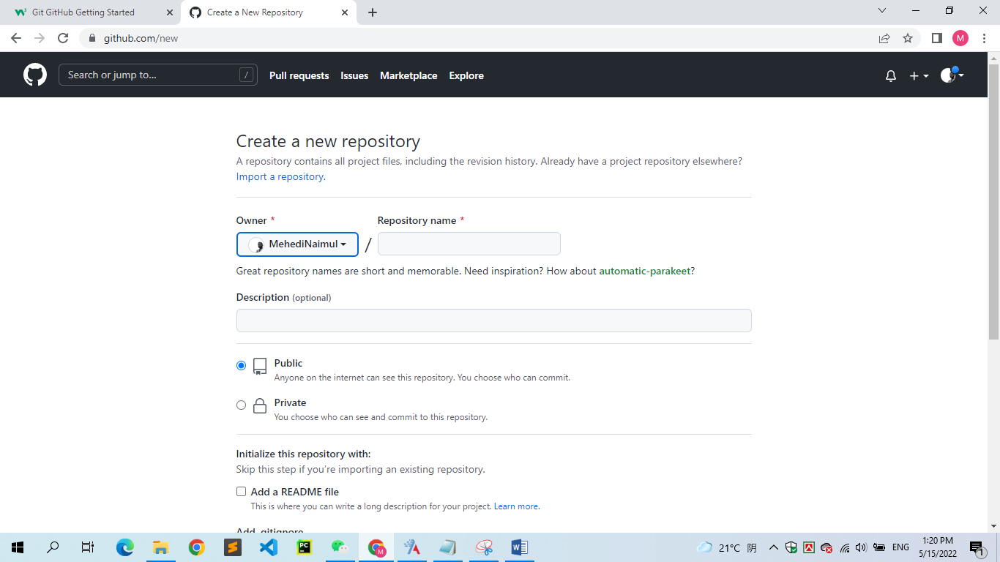 Git GitHub Getting Started
Create a New Repository
github.com/new
M
Search or jump to... /
Pull requests Issues Marketplace Explore
Create a new repository
A repository contains all project files, including the revision history. Already have a project repository elsewhere?
Import a repository.
Owner * Repository name *
MehediNaimul /
Great repository names are short and memorable. Need inspiration? How about automatic-parakeet?
Description (optional)
Public
Anyone on the internet can see this repository. You choose who can commit.
Private
You choose who can see and commit to this repository.
Initialize this repository with:
Skip this step if you're importing an existing repository.
Add a README file
This is where you can write a long description for your project. Learn more.
Add .gitignore
PC M 21°C 阴 ENG 1:20 PM
5/15/2022 1